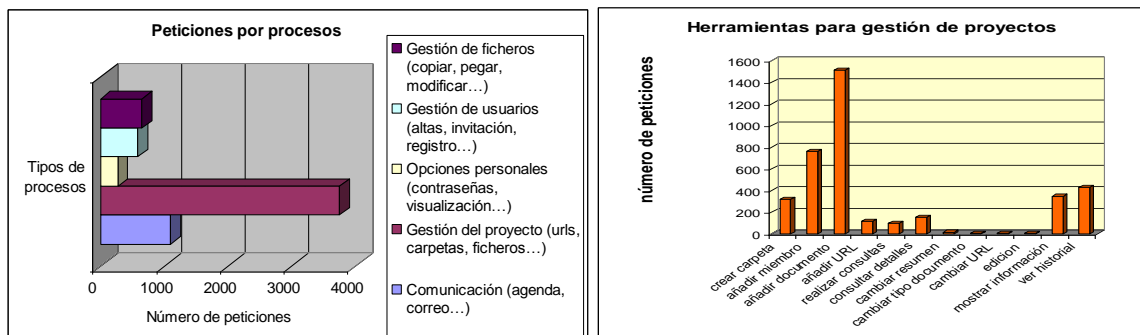 Peticiones por procesos
Tipos de
procesos
0
1000
2000
3000
4000
Número de peticiones
Gestión de ficheros
(copiar, pegar,
modificar…)
Gestión de usuarios
(altas, invitación,
registro…)
Opciones personales
(contraseñas,
visualización…)
Gestión del proyecto (urls,
carpetas, ficheros…)
Comunicación (agenda,
correo…)
Herramientas para gestión de proyectos
número de peticiones
1600
1400
1200
1000
800
600
400
200
0
crear carpeta
añadir miembro
añadir documento
añadir URL
realizar consultas
consultar detalles
cambiar resumen
cambiar tipo documento
cambiar URL
edicion
mostrar información
ver historial